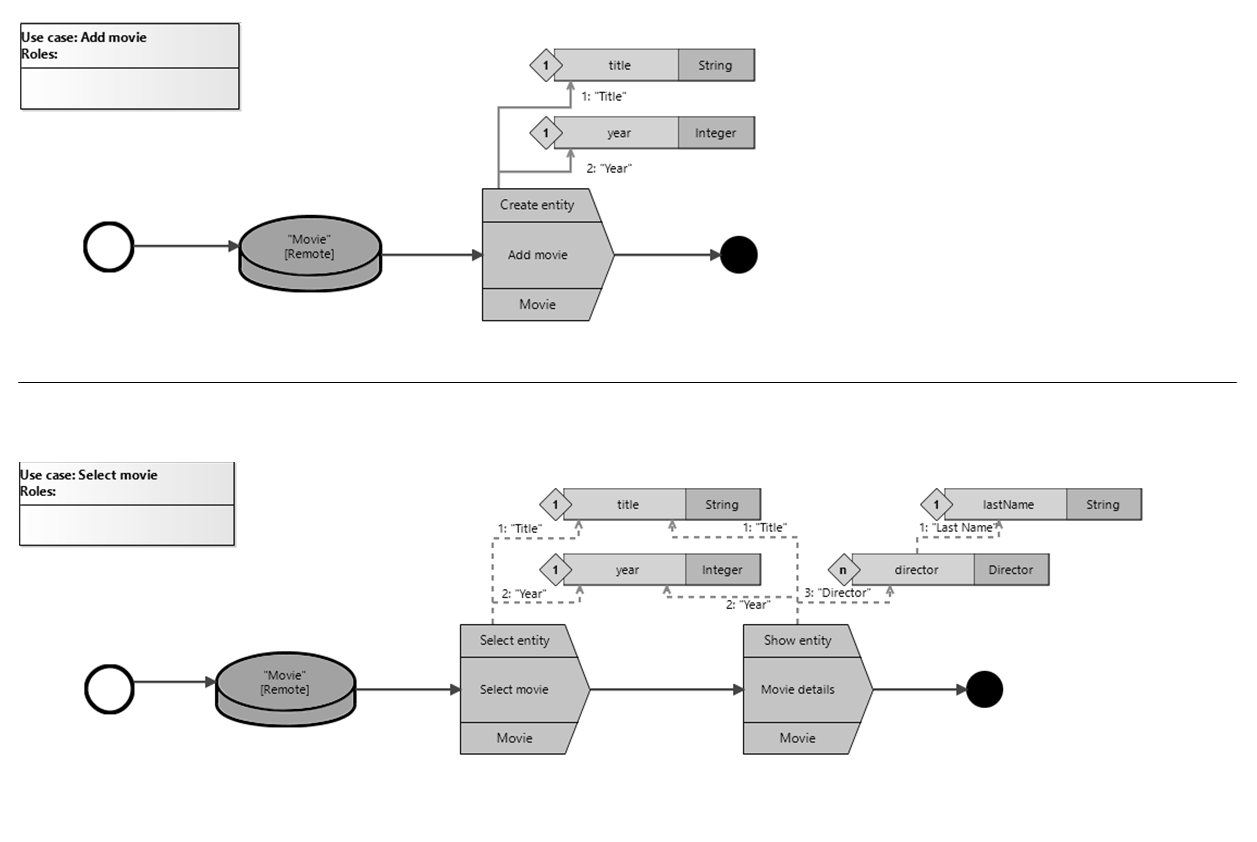 Use case: Add movie
Roles:
1 title String
1: "Title"
1 year Integer
2: "Year"
Create entity
"Movie"
[Remote]
Add movie
Movie
Use case: Select movie
Roles:
1 title String
1 lastName String
1: "Title"
1: "Title"
1: "Last Name"
1 year Integer
n director Director
2: "Year"
2: "Year"
3: "Director"
Select entity
Show entity
"Movie"
[Remote]
Select movie
Movie details
Movie
Movie